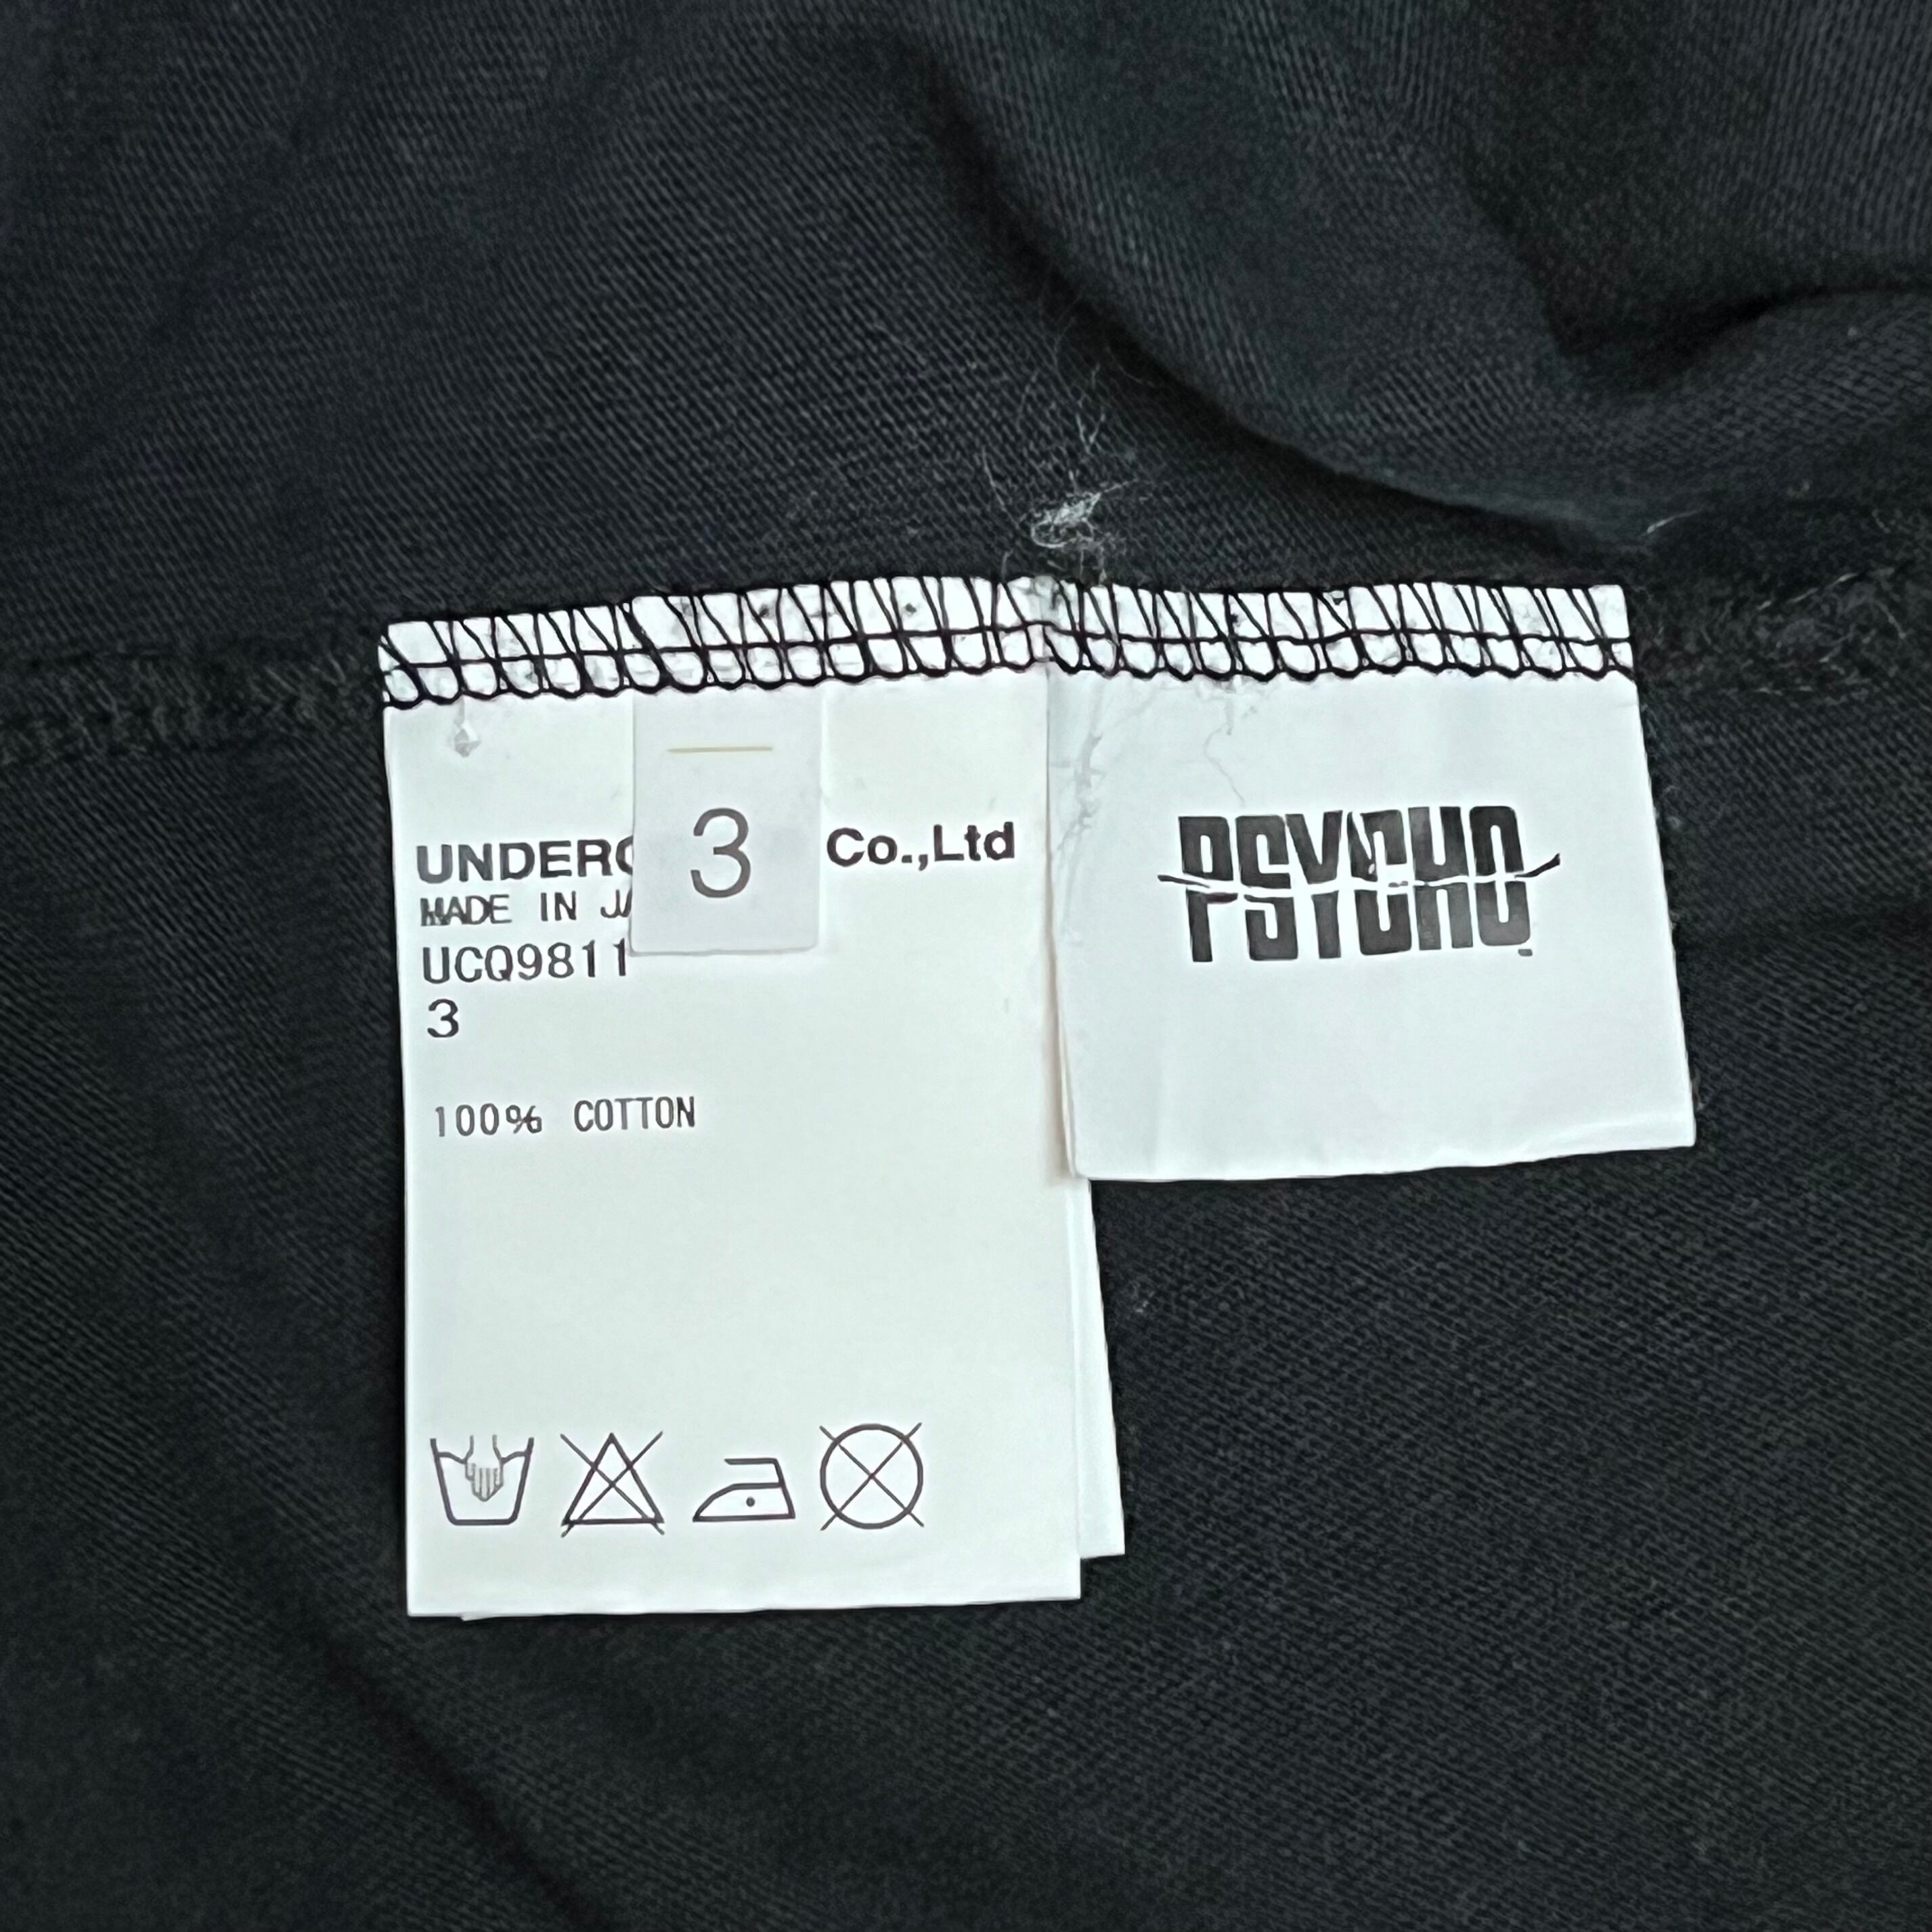 3
UNDERC Co.,Ltd
MADE IN JA
UCQ9811
3
100% COTTON
PSYCHO